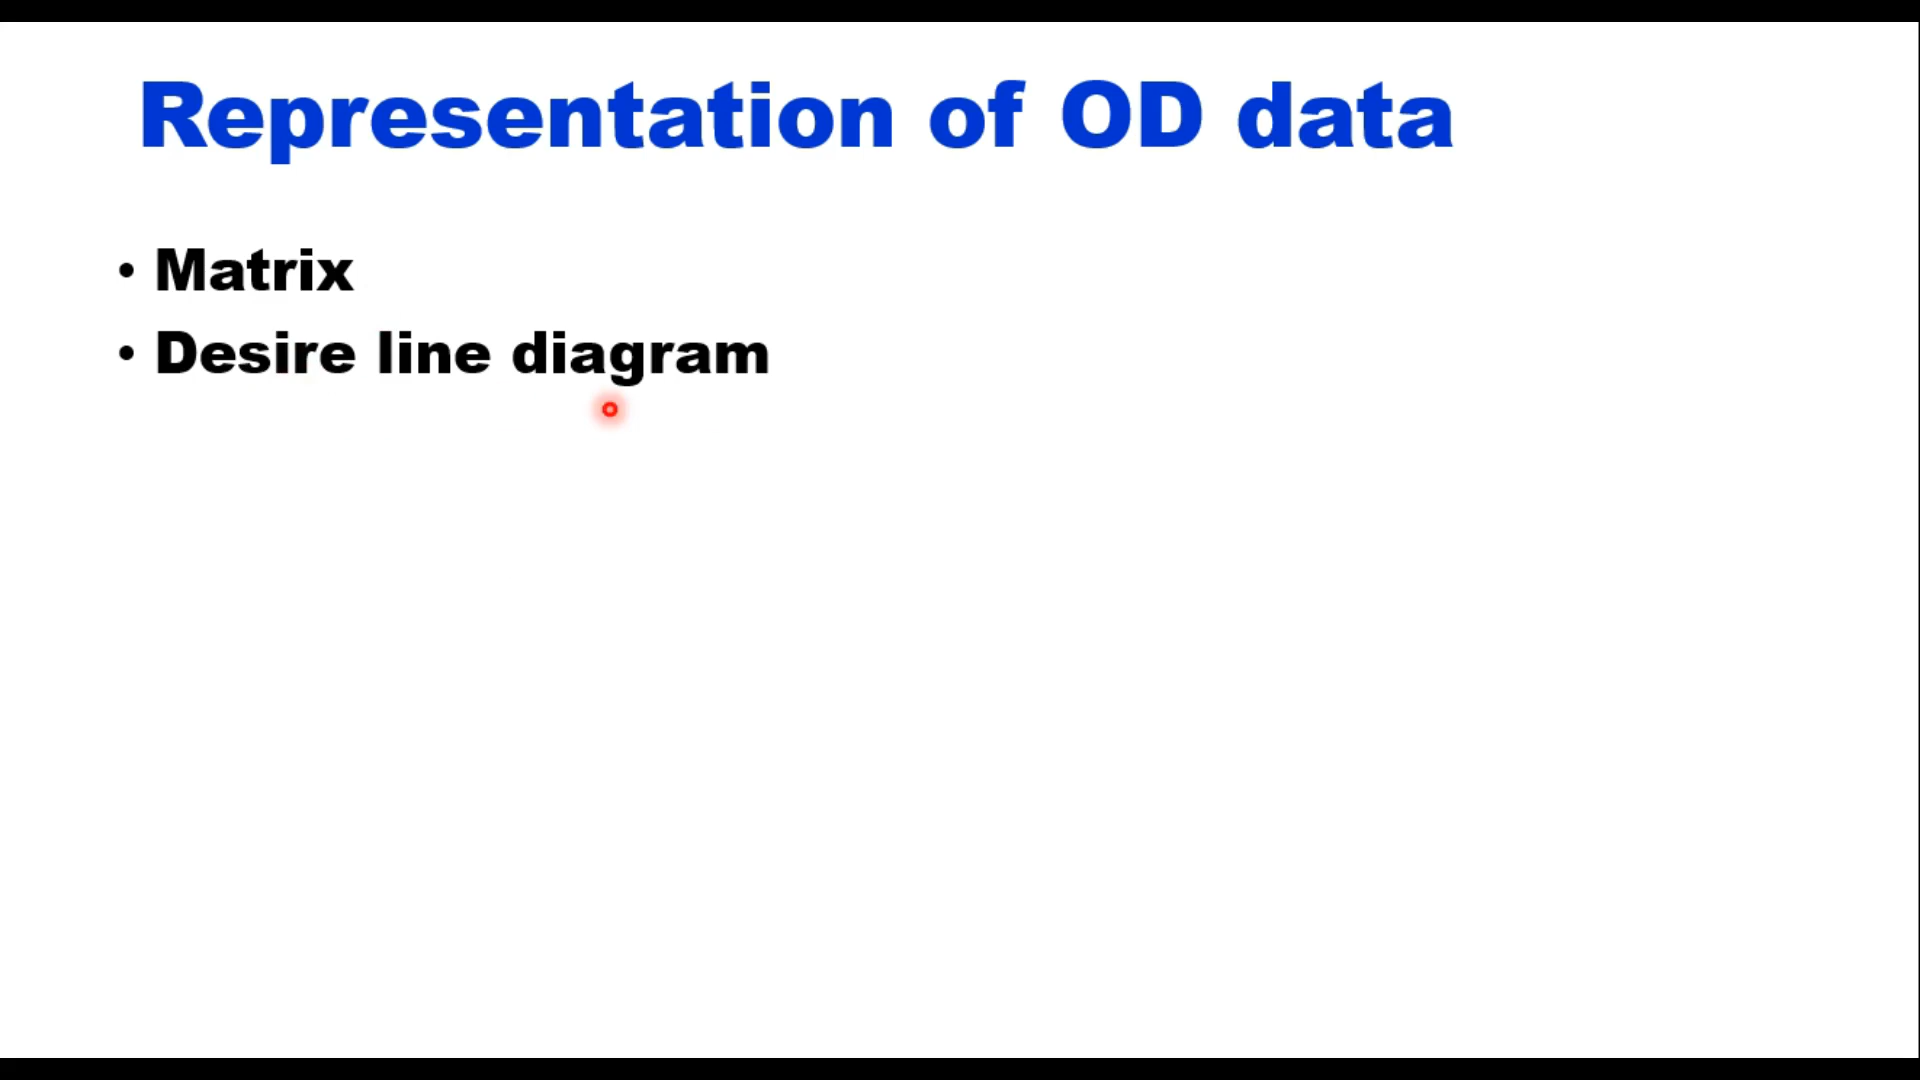 Representation of OD data
• Matrix
• Desire line diagram